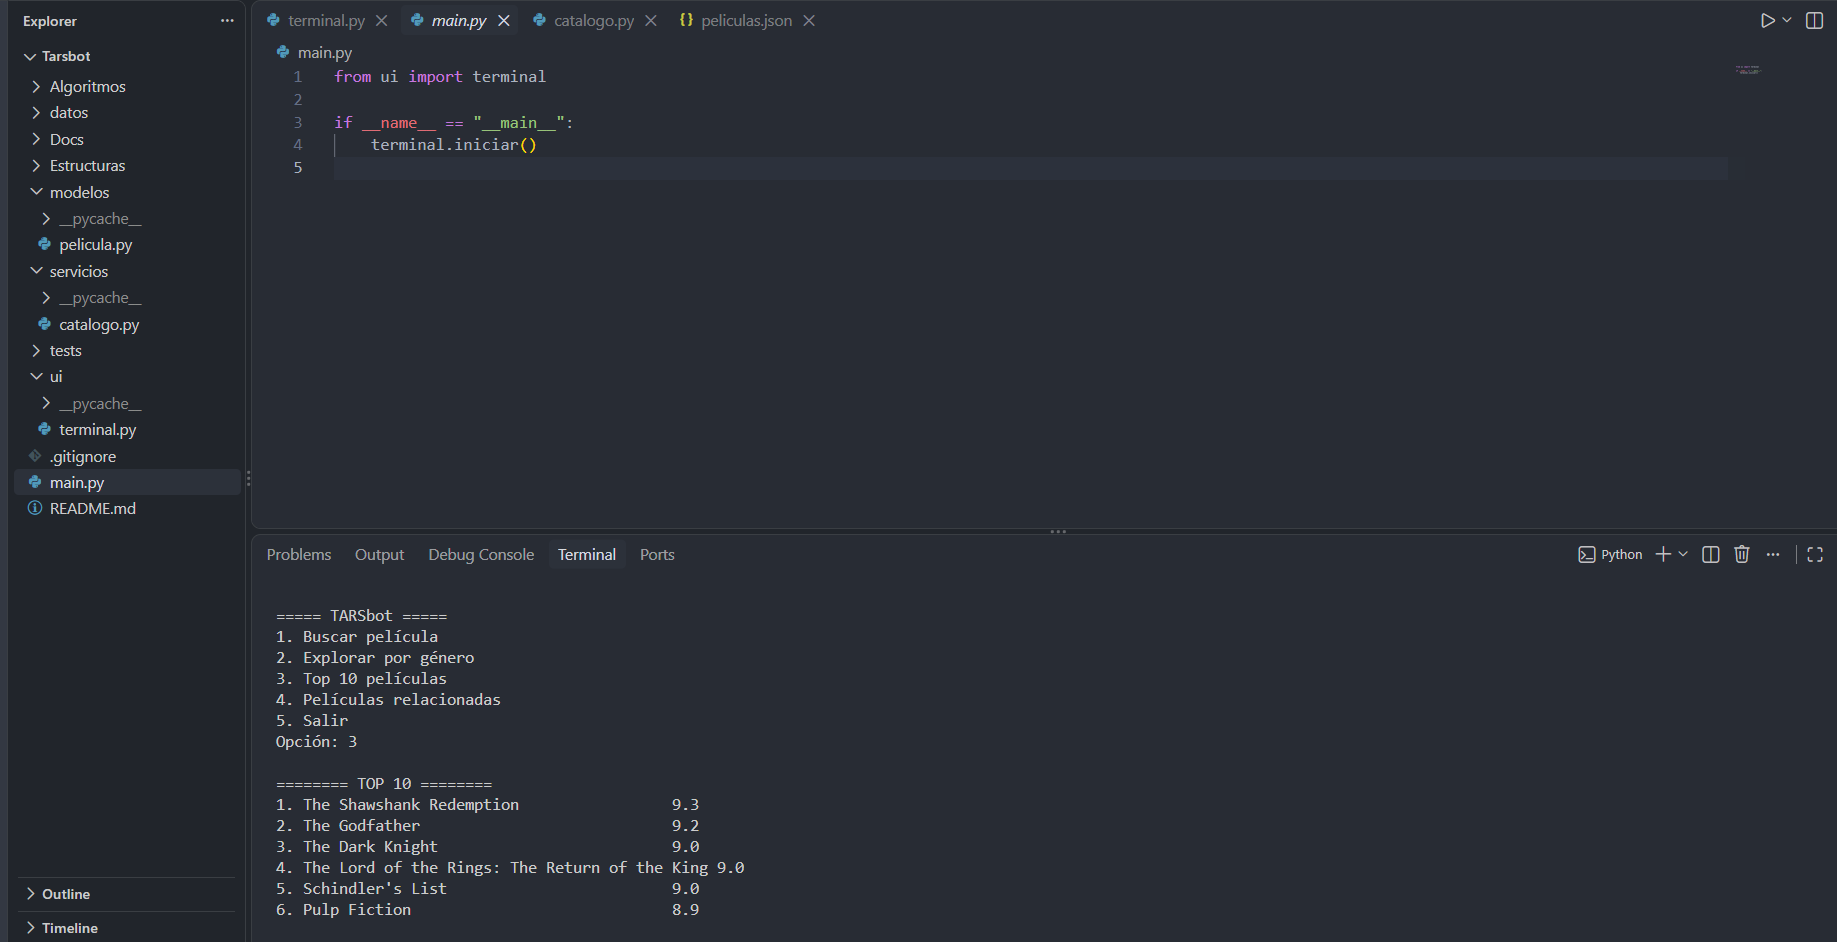 Explorer
Tarsbot
Algoritmos
datos
Docs
Estructuras
modelos
__pycache__
pelicula.py
servicios
__pycache__
catalogo.py
tests
ui
__pycache__
terminal.py
.gitignore
main.py
README.md
Outline
Timeline
terminal.py main.py catalogo.py {} peliculas.json
main.py
1 from ui import terminal
2
3 if __name__ == "__main__":
4 terminal.iniciar()
5
Problems Output Debug Console Terminal Ports Python
===== TARSbot =====
1. Buscar película
2. Explorar por género
3. Top 10 películas
4. Películas relacionadas
5. Salir
Opción: 3
======== TOP 10 ========
1. The Shawshank Redemption 9.3
2. The Godfather 9.2
3. The Dark Knight 9.0
4. The Lord of the Rings: The Return of the King 9.0
5. Schindler's List 9.0
6. Pulp Fiction 8.9